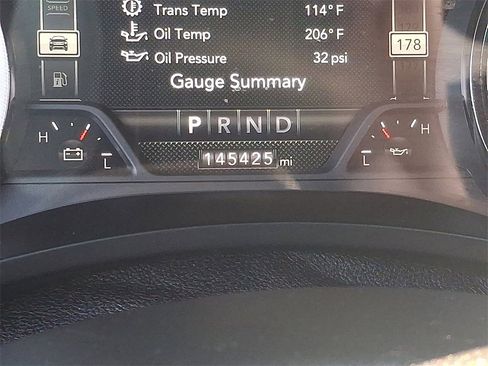 SPEED
Trans Temp 114°F
Oil Temp 206°F
Oil Pressure 32 psi
178
Gauge Summary
P R N D
H H
145425 mi
L L